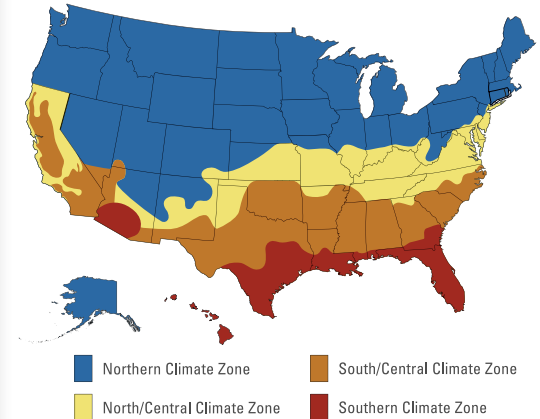 Northern Climate Zone
South/Central Climate Zone
North/Central Climate Zone
Southern Climate Zone